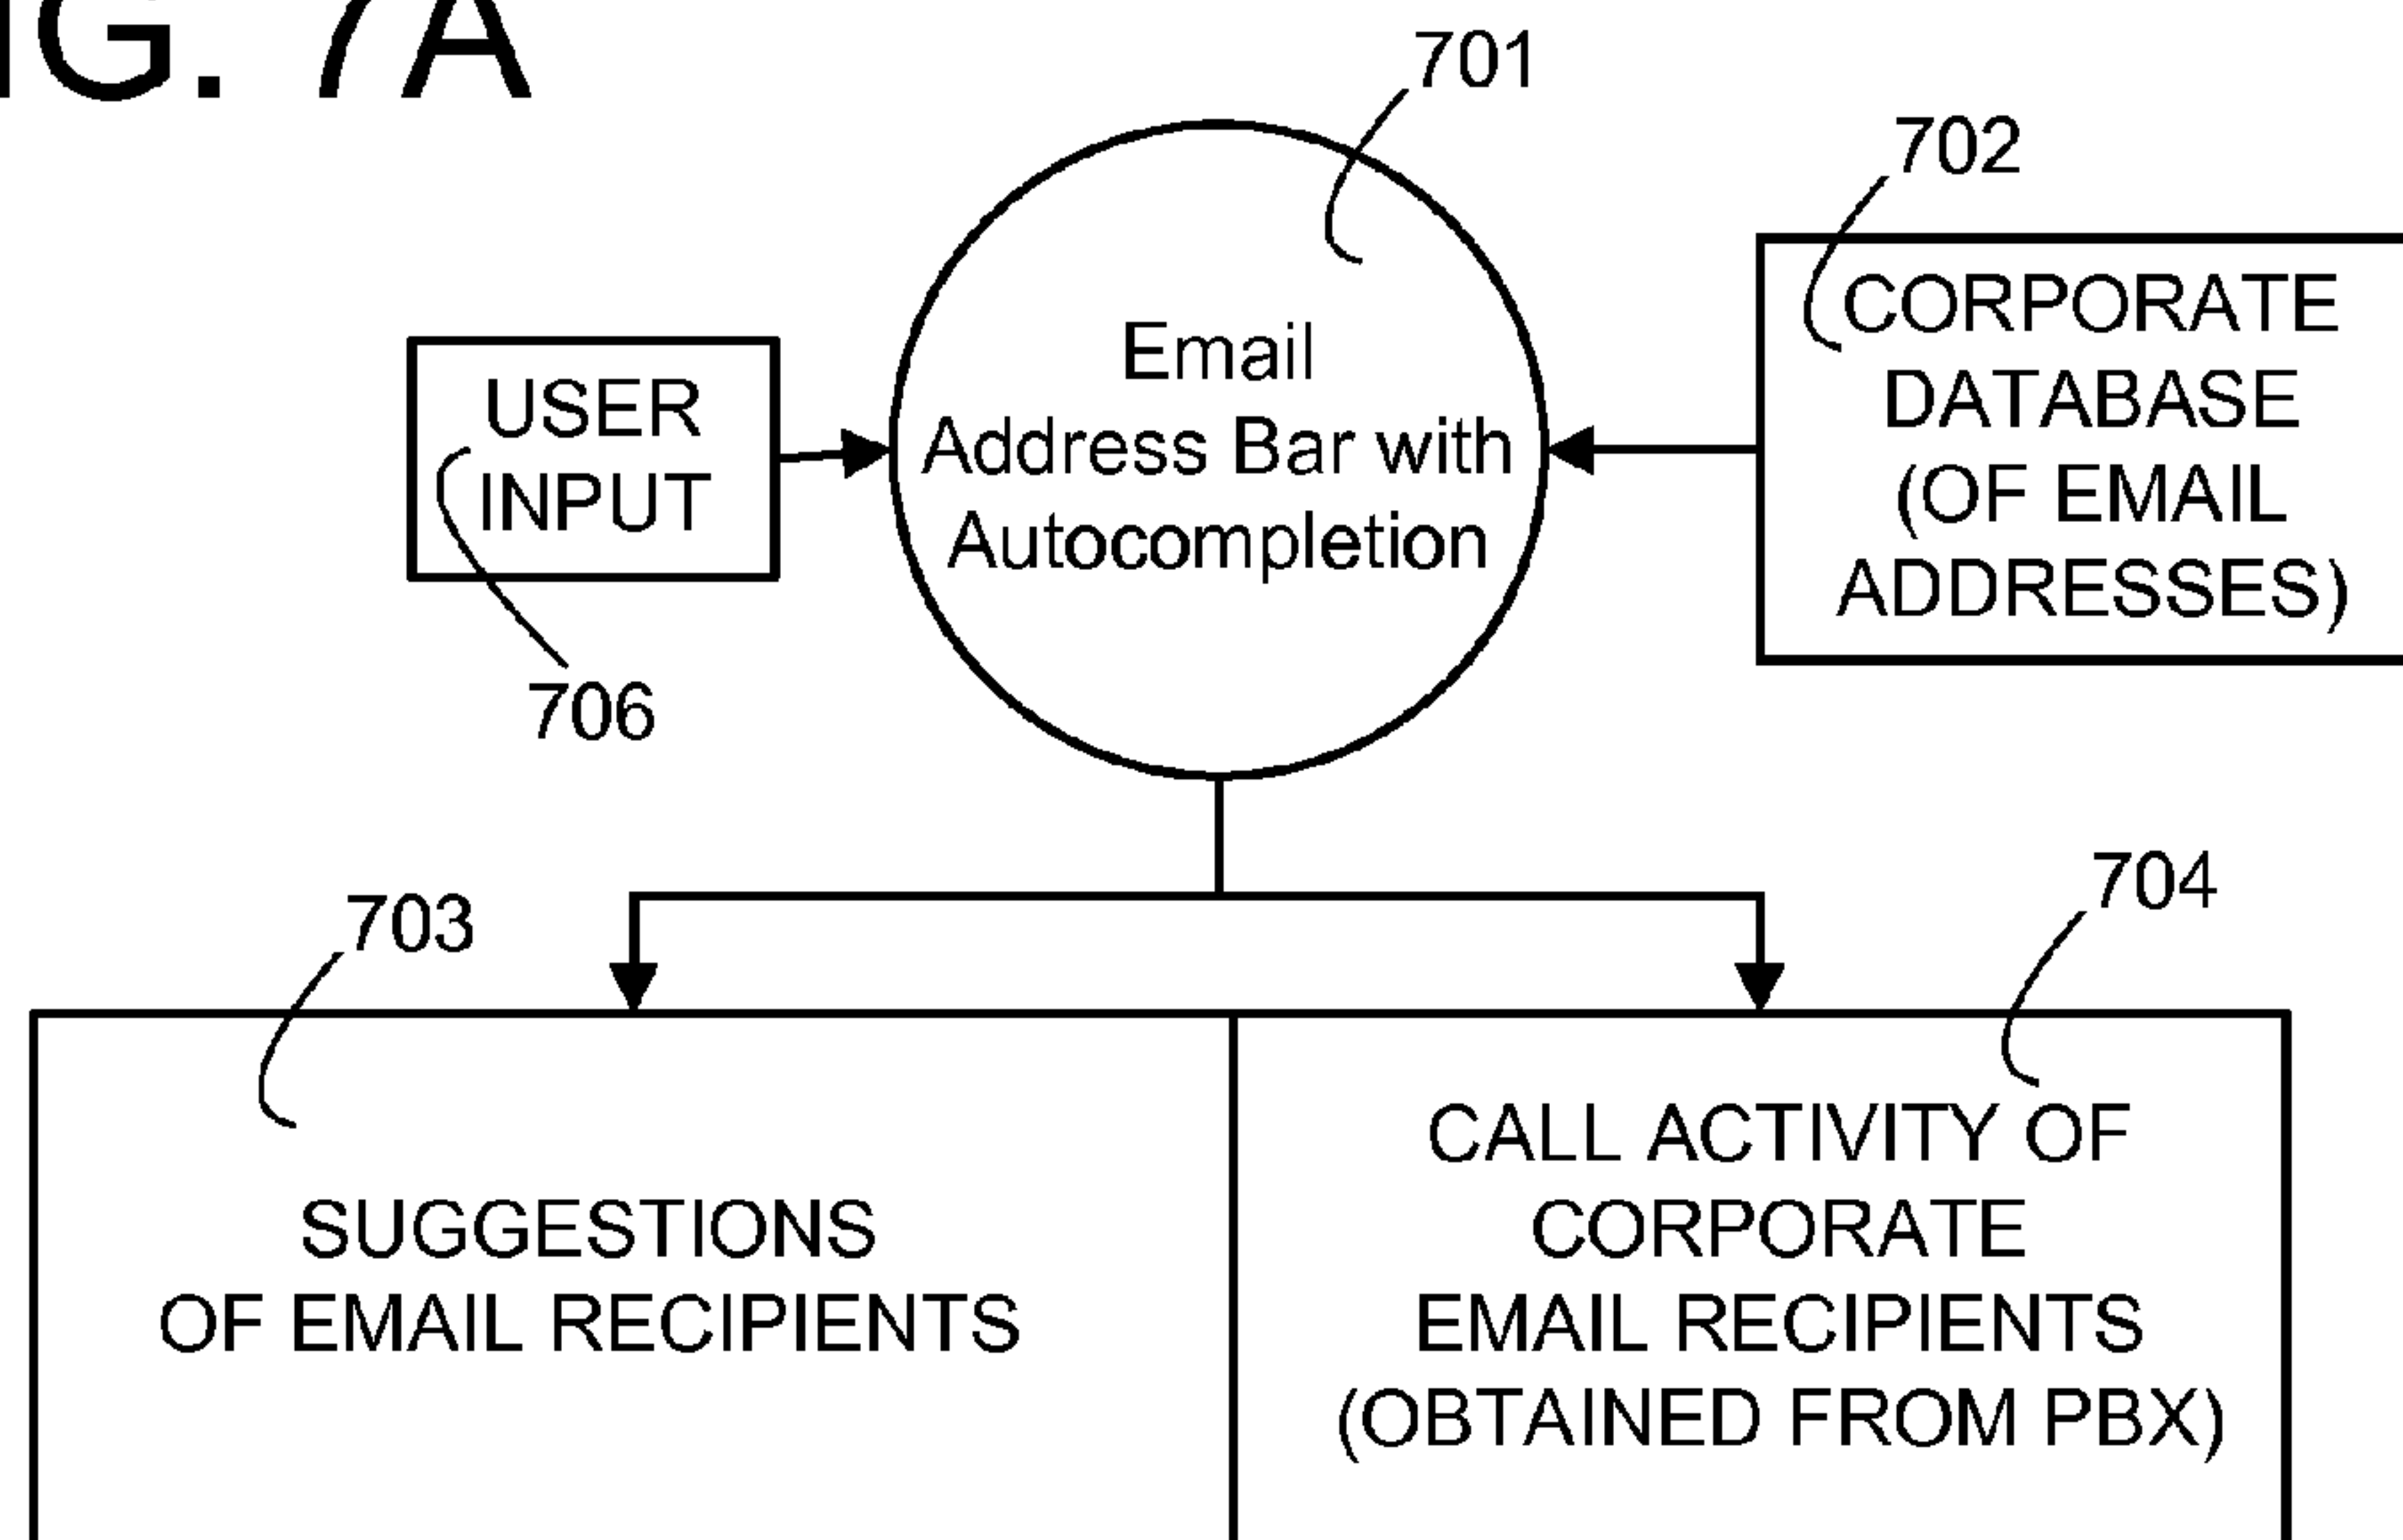 G. 7A
701
702
Email
Address Bar with
Autocompletion
USER
INPUT
706
CORPORATE
DATABASE
(OF EMAIL
ADDRESSES)
703
704
SUGGESTIONS
OF EMAIL RECIPIENTS
CALL ACTIVITY OF
CORPORATE
EMAIL RECIPIENTS
(OBTAINED FROM PBX)